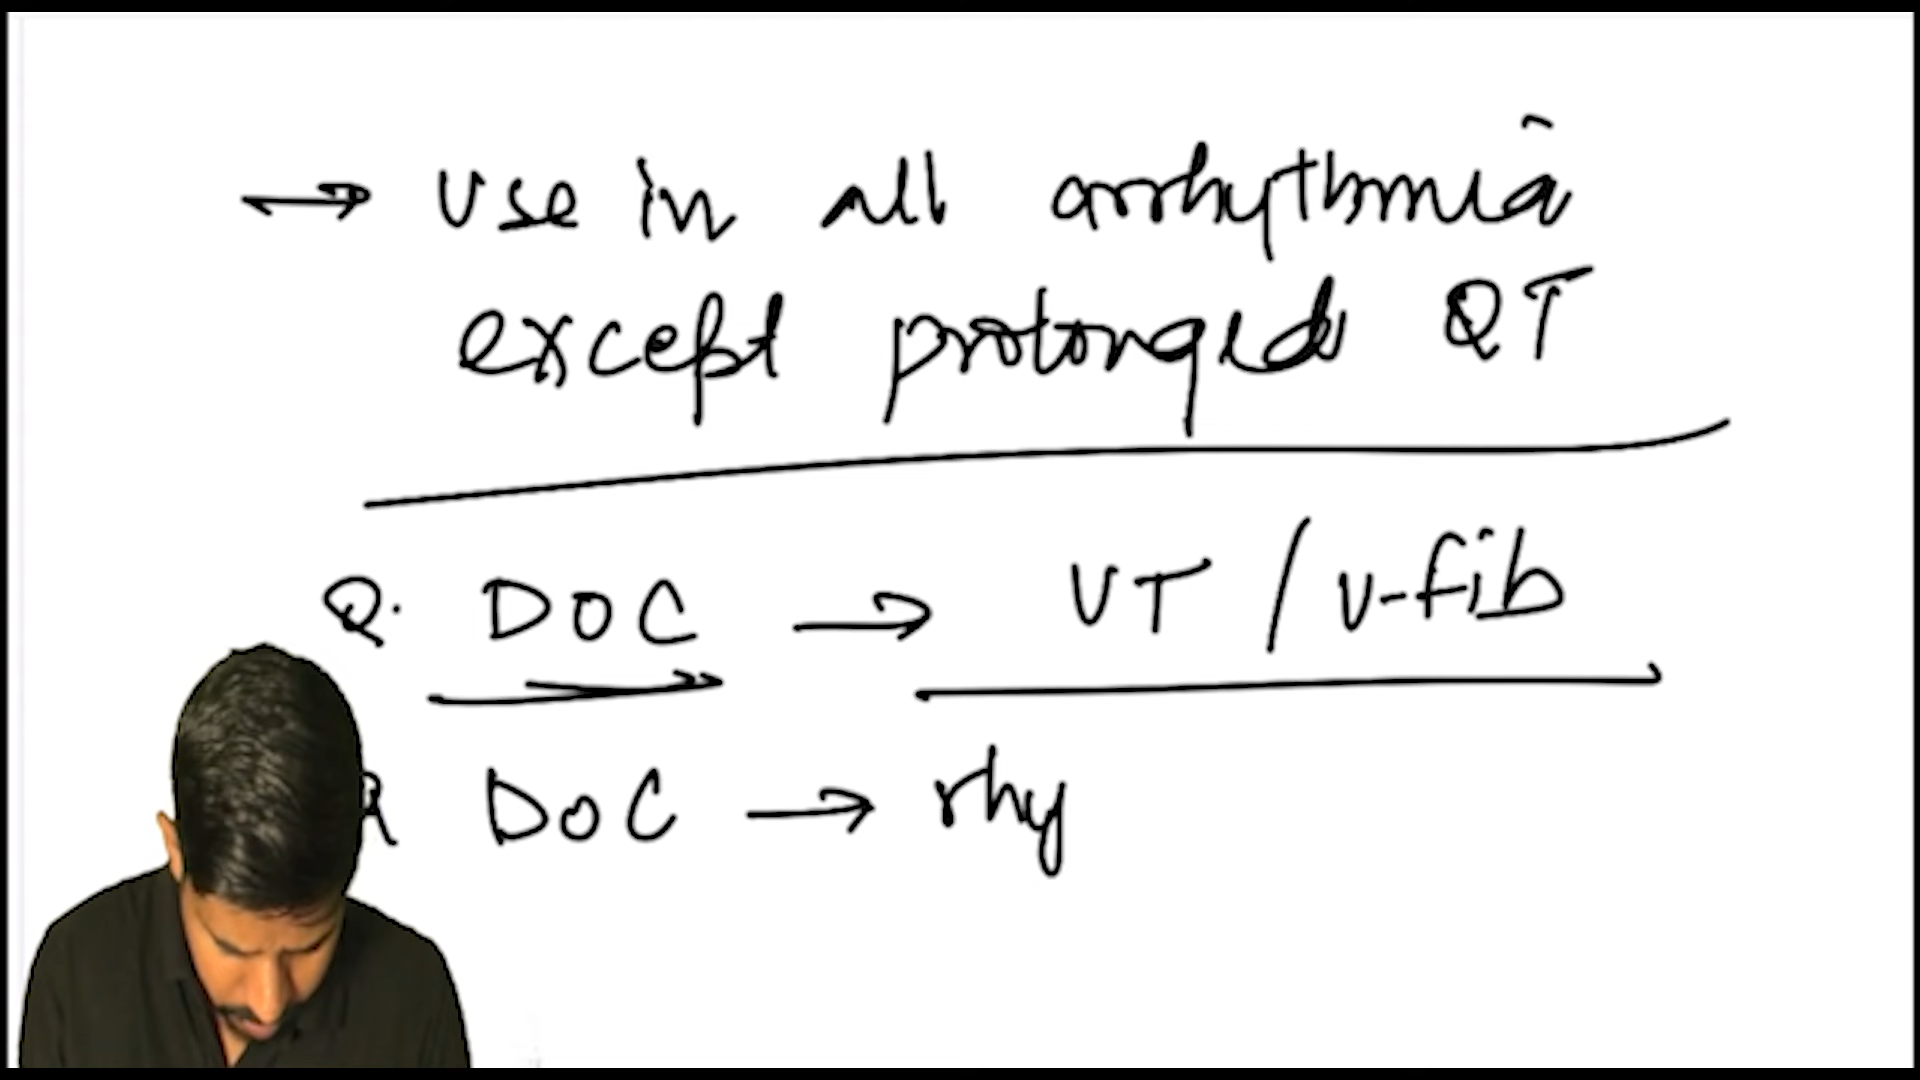 → Use in all arrhythmia
except prolonged QT
Q. DOC → VT / V-fib
Q DOC → rhy